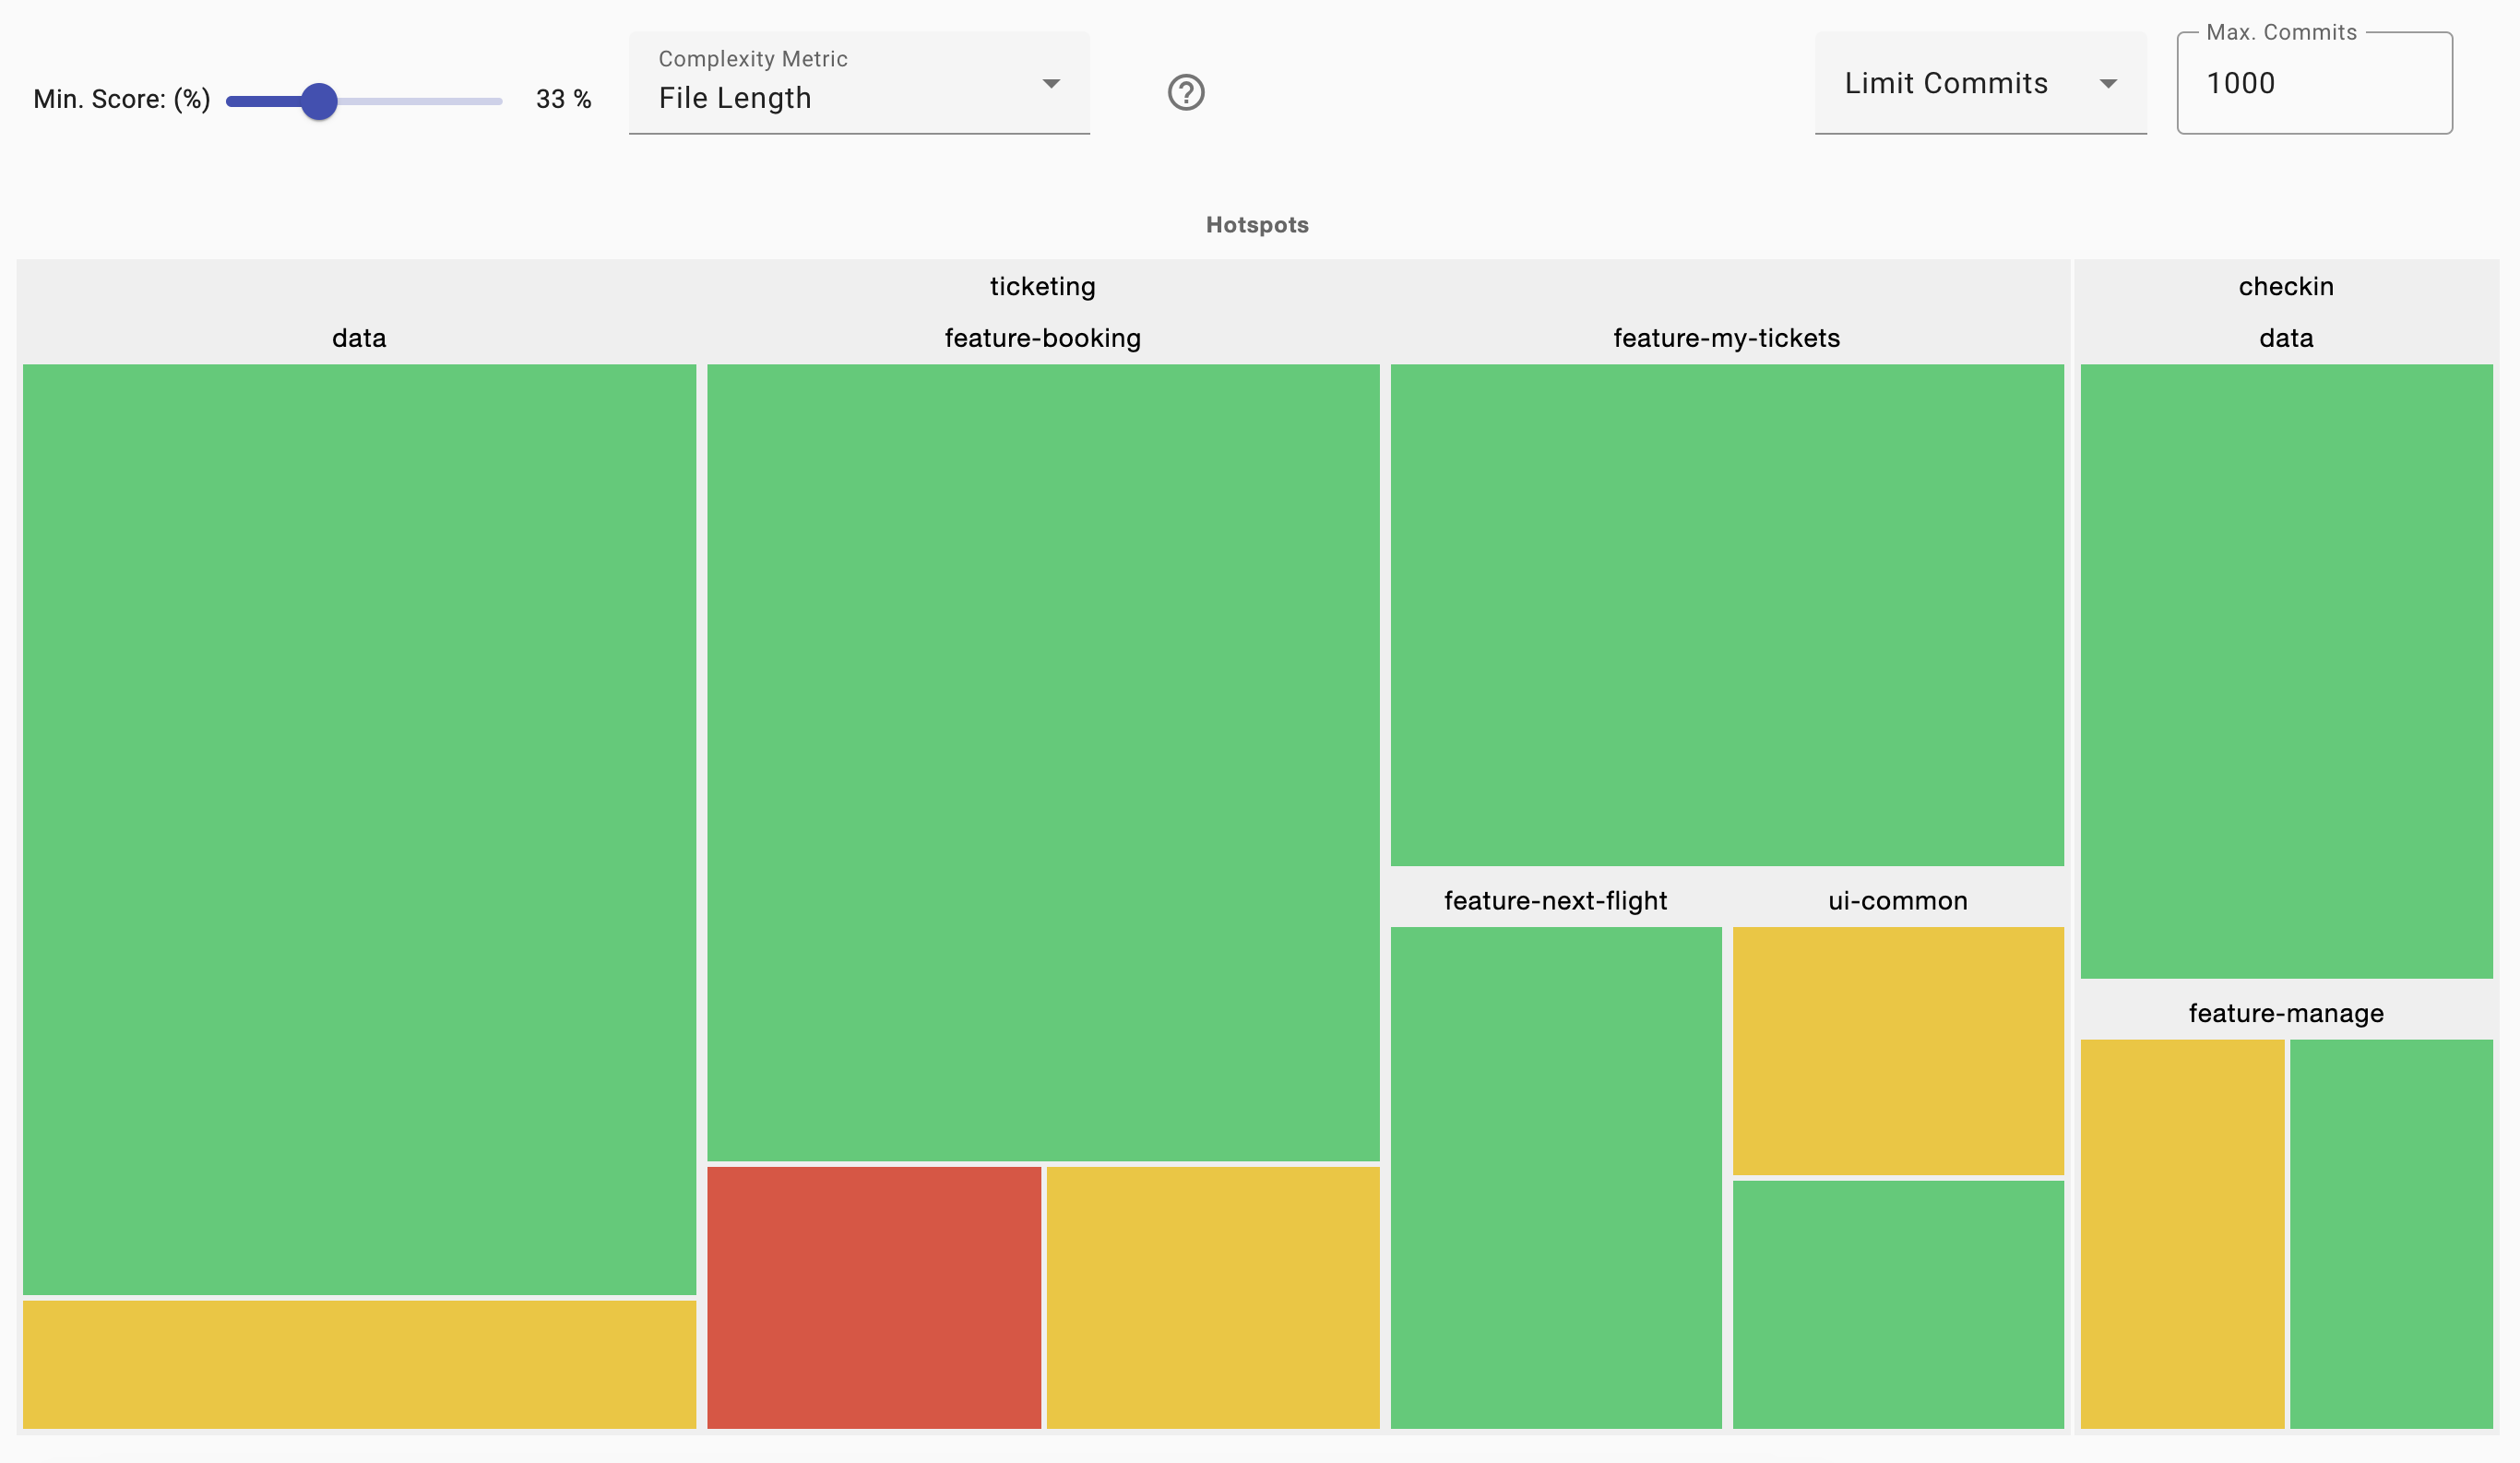 Min. Score: (%)
33 %
Complexity Metric
File Length
Limit Commits
Max. Commits
1000
Hotspots
ticketing
checkin
data
feature-booking
feature-my-tickets
data
feature-next-flight
ui-common
feature-manage